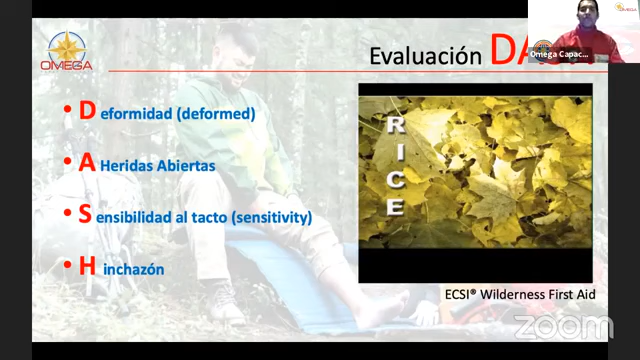 OMEGA
Evaluación DA
Omega Capac...
OMEGA
• D eformidad (deformed)
• A Heridas Abiertas
• S ensibilidad al tacto (sensitivity)
• H inchazón
R
I
C
E
ECSI® Wilderness First Aid
zoom